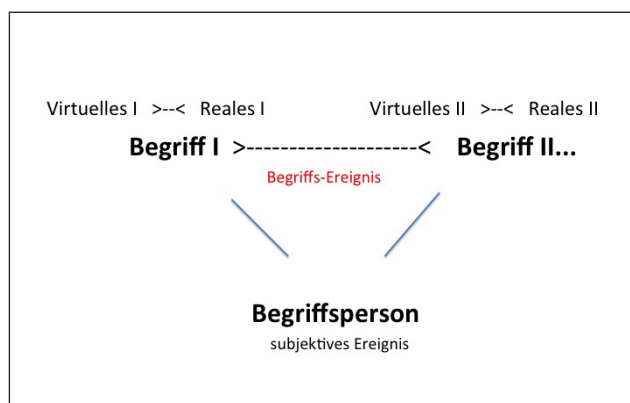 Virtuelles I >--< Reales I Virtuelles II >--< Reales II
Begriff I >--------------------< Begriff II...
Begriffs-Ereignis
Begriffsperson
subjektives Ereignis